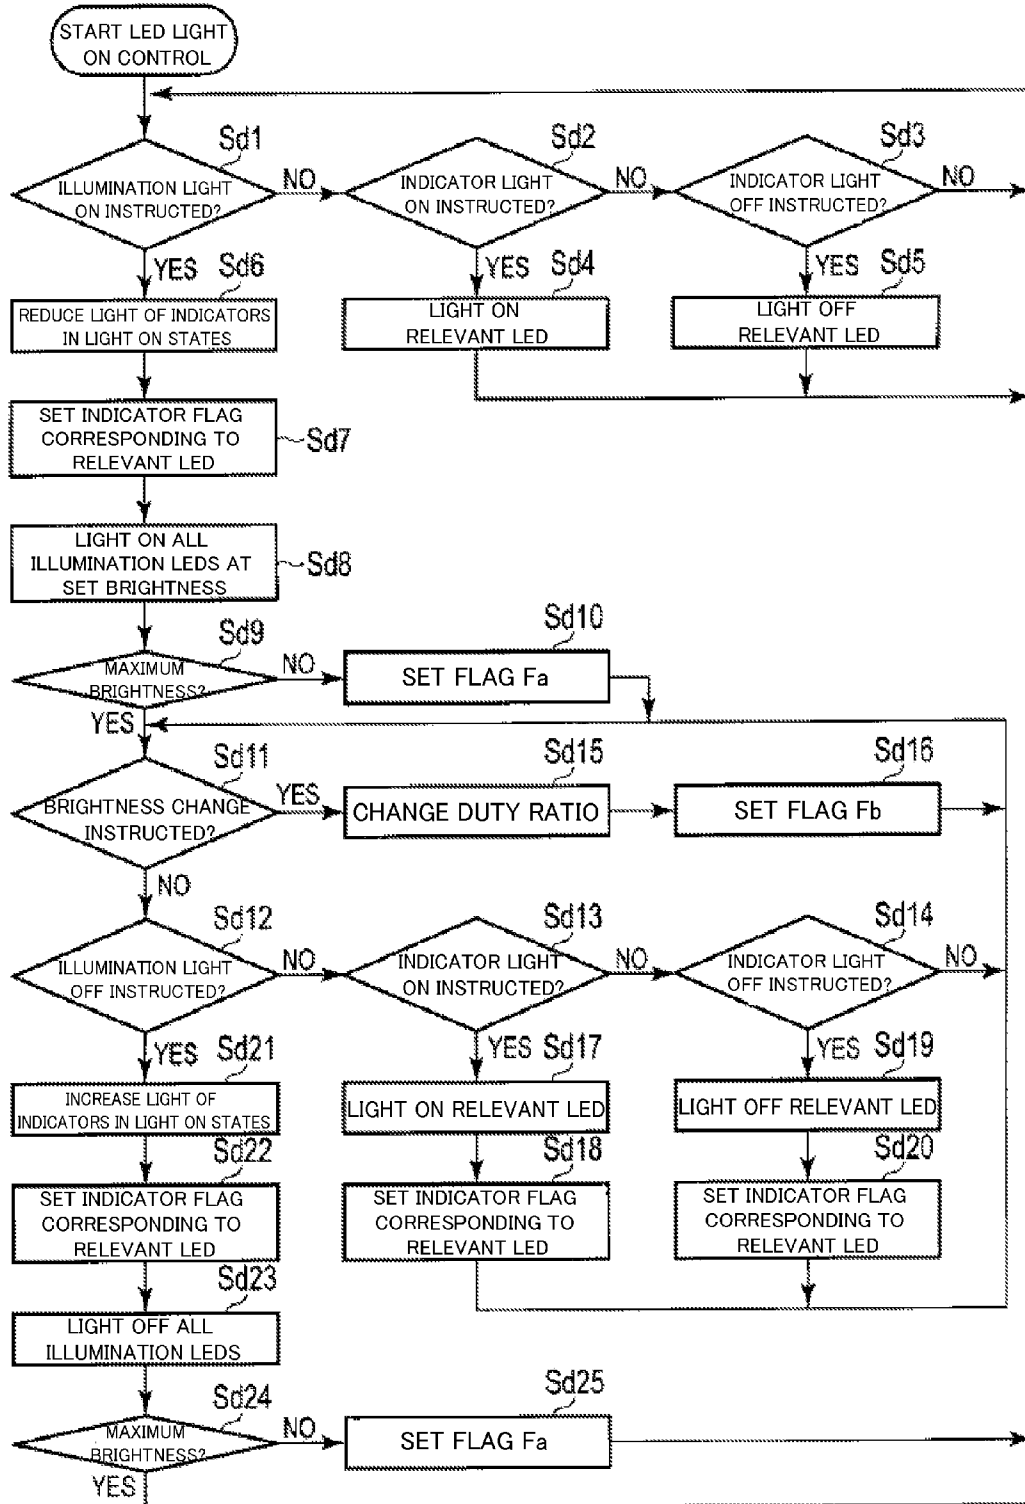 START LED LIGHT
ON CONTROL
Sd1
ILLUMINATION LIGHT
ON INSTRUCTED?
NO
YES
Sd2
INDICATOR LIGHT
ON INSTRUCTED?
NO
YES
Sd3
INDICATOR LIGHT
OFF INSTRUCTED?
NO
YES
Sd6
REDUCE LIGHT OF INDICATORS
IN LIGHT ON STATES
Sd4
LIGHT ON
RELEVANT LED
Sd5
LIGHT OFF
RELEVANT LED
SET INDICATOR FLAG
CORRESPONDING TO
RELEVANT LED
Sd7
LIGHT ON ALL
ILLUMINATION LEDS AT
SET BRIGHTNESS
Sd8
Sd9
MAXIMUM
BRIGHTNESS?
NO
YES
Sd10
SET FLAG Fa
Sd11
BRIGHTNESS CHANGE
INSTRUCTED?
YES
NO
Sd15
CHANGE DUTY RATIO
Sd16
SET FLAG Fb
Sd12
ILLUMINATION LIGHT
OFF INSTRUCTED?
NO
YES
Sd13
INDICATOR LIGHT
ON INSTRUCTED?
NO
YES
Sd14
INDICATOR LIGHT
OFF INSTRUCTED?
NO
YES
Sd21
INCREASE LIGHT OF
INDICATORS IN LIGHT ON STATES
Sd17
LIGHT ON RELEVANT LED
Sd19
LIGHT OFF RELEVANT LED
Sd22
SET INDICATOR FLAG
CORRESPONDING TO
RELEVANT LED
Sd18
SET INDICATOR FLAG
CORRESPONDING TO
RELEVANT LED
Sd20
SET INDICATOR FLAG
CORRESPONDING TO
RELEVANT LED
Sd23
LIGHT OFF ALL
ILLUMINATION LEDS
Sd24
MAXIMUM
BRIGHTNESS?
NO
YES
Sd25
SET FLAG Fa